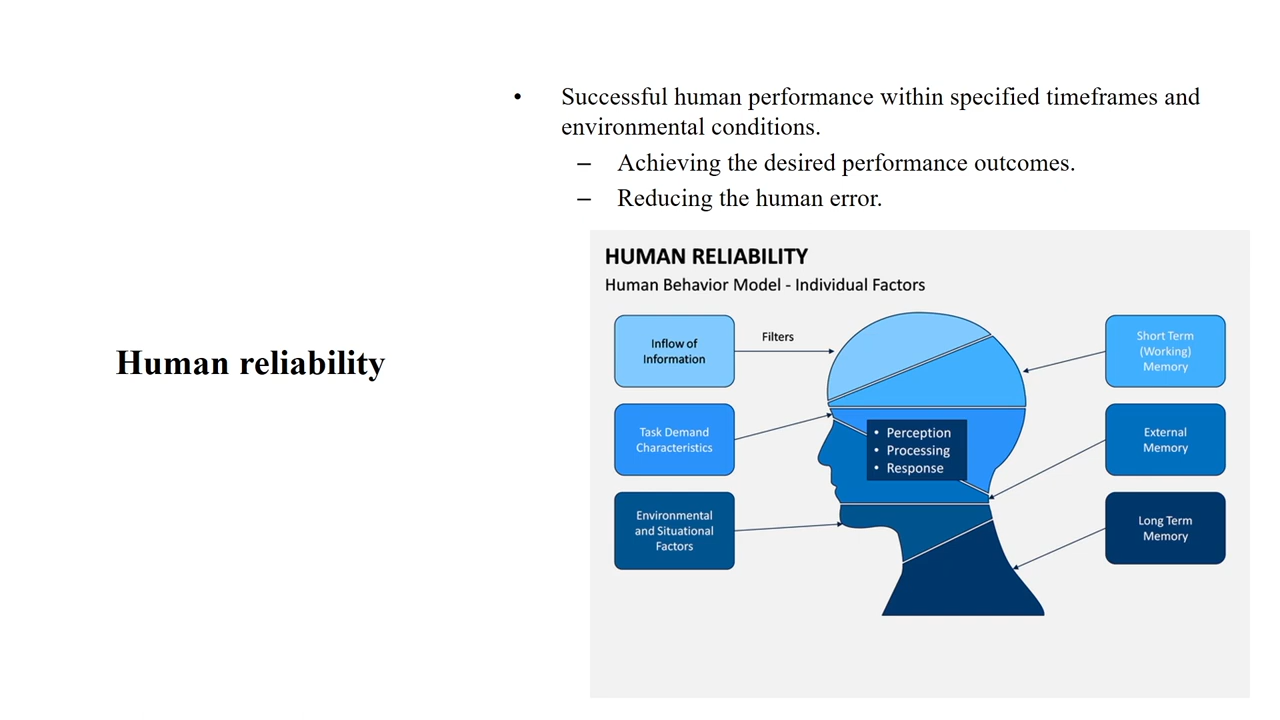 Human reliability
• Successful human performance within specified timeframes and
environmental conditions.
– Achieving the desired performance outcomes.
– Reducing the human error.
HUMAN RELIABILITY
Human Behavior Model - Individual Factors
Inflow of
Information
Filters
Task Demand
Characteristics
Environmental
and Situational
Factors
• Perception
• Processing
• Response
Short Term
(Working)
Memory
External
Memory
Long Term
Memory